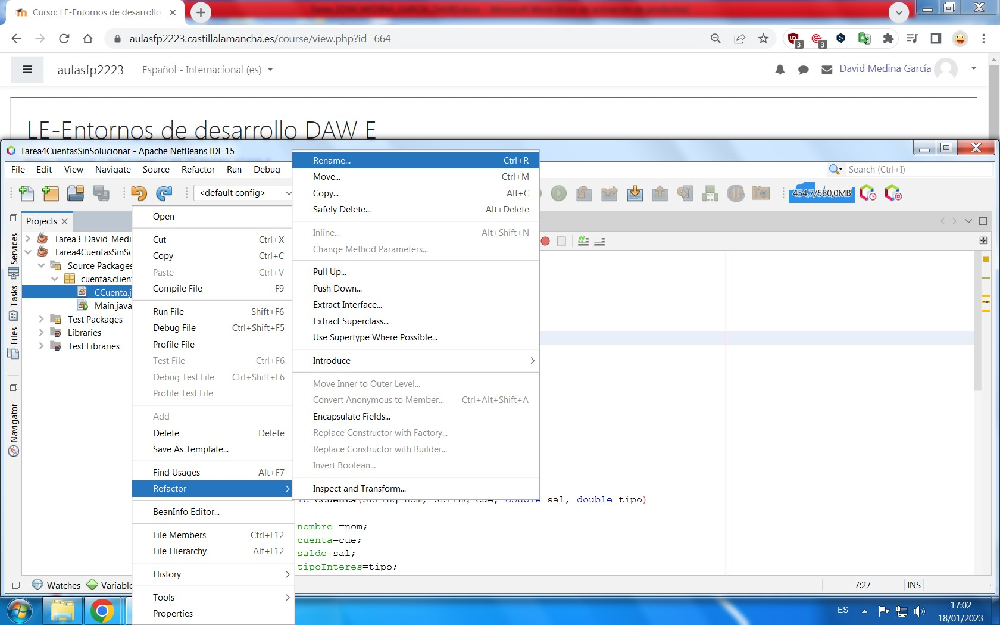 Curso: LE-Entornos de desarrollo
aulasfp2223.castillalamancha.es/course/view.php?id=664
3
3
aulasfp2223
Español - Internacional (es)
David Medina García
LE-Entornos de desarrollo DAW E
Tarea4CuentasSinSolucionar - Apache NetBeans IDE 15
File Edit View Navigate Source Refactor Run Debug
Search (Ctrl+I)
<default config>
454,7/580,0MB
Projects
Services
Tasks
Files
Navigator
Tarea3_David_Medi
Tarea4CuentasSinSo
Source Packages
cuentas.clien
CCuenta.j
Main.java
Test Packages
Libraries
Test Libraries
Open
Cut Ctrl+X
Copy Ctrl+C
Paste Ctrl+V
Compile File F9
Run File Shift+F6
Debug File Ctrl+Shift+F5
Profile File
Test File Ctrl+F6
Debug Test File Ctrl+Shift+F6
Profile Test File
Add
Delete Delete
Save As Template...
Find Usages Alt+F7
Refactor
BeanInfo Editor...
File Members Ctrl+F12
File Hierarchy Alt+F12
History
Tools
Properties
Rename... Ctrl+R
Move... Ctrl+M
Copy... Alt+C
Safely Delete... Alt+Delete
Inline... Alt+Shift+N
Change Method Parameters...
Pull Up...
Push Down...
Extract Interface...
Extract Superclass...
Use Supertype Where Possible...
Introduce
Move Inner to Outer Level...
Convert Anonymous to Member... Ctrl+Alt+Shift+A
Encapsulate Fields...
Replace Constructor with Factory...
Replace Constructor with Builder...
Invert Boolean...
Inspect and Transform...
CCuenta(String nom, String cue, double sal, double tipo)
nombre =nom;
cuenta=cue;
saldo=sal;
tipoInteres=tipo;
Watches
Variable
7:27
INS
ES
17:02
18/01/2023